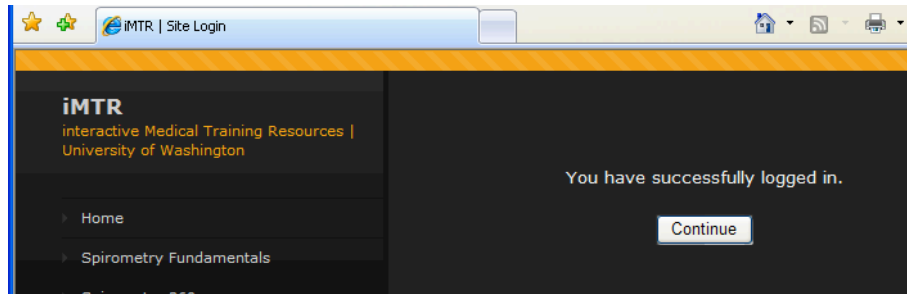 iMTR | Site Login
iMTR
interactive Medical Training Resources |
University of Washington
You have successfully logged in.
Continue
Home
Spirometry Fundamentals